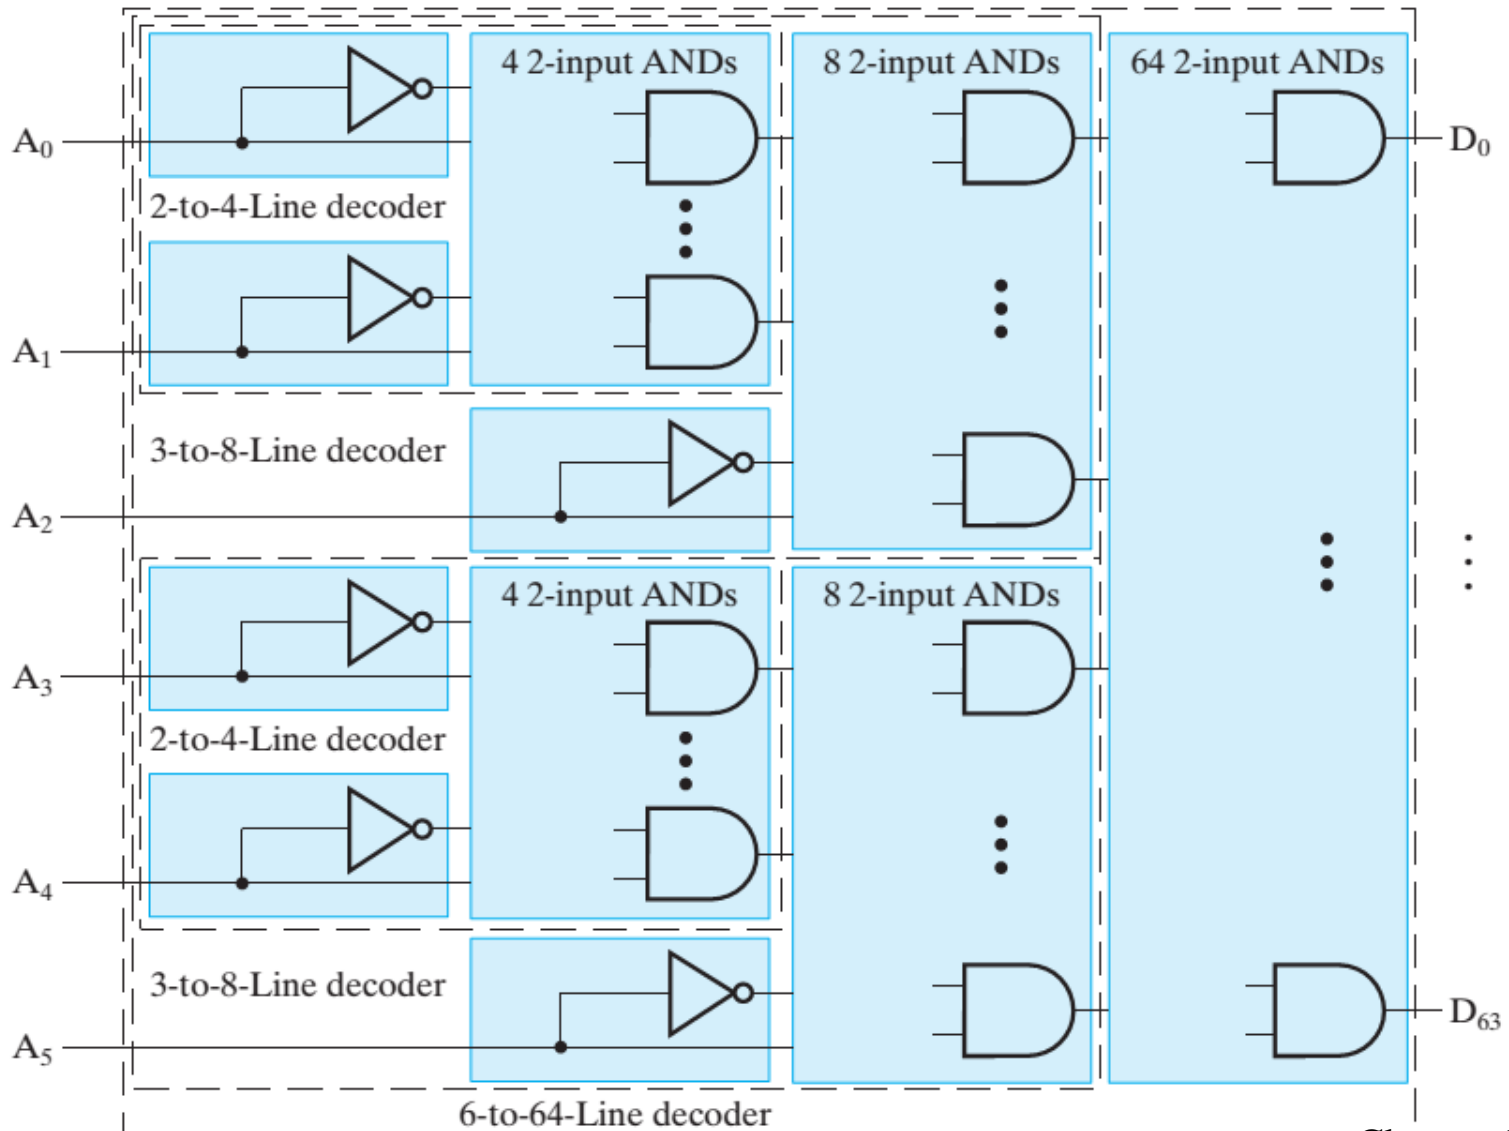 4 2-input ANDs
8 2-input ANDs
64 2-input ANDs
A0
D0
2-to-4-Line decoder
A1
3-to-8-Line decoder
A2
4 2-input ANDs
8 2-input ANDs
A3
2-to-4-Line decoder
A4
3-to-8-Line decoder
D63
A5
6-to-64-Line decoder